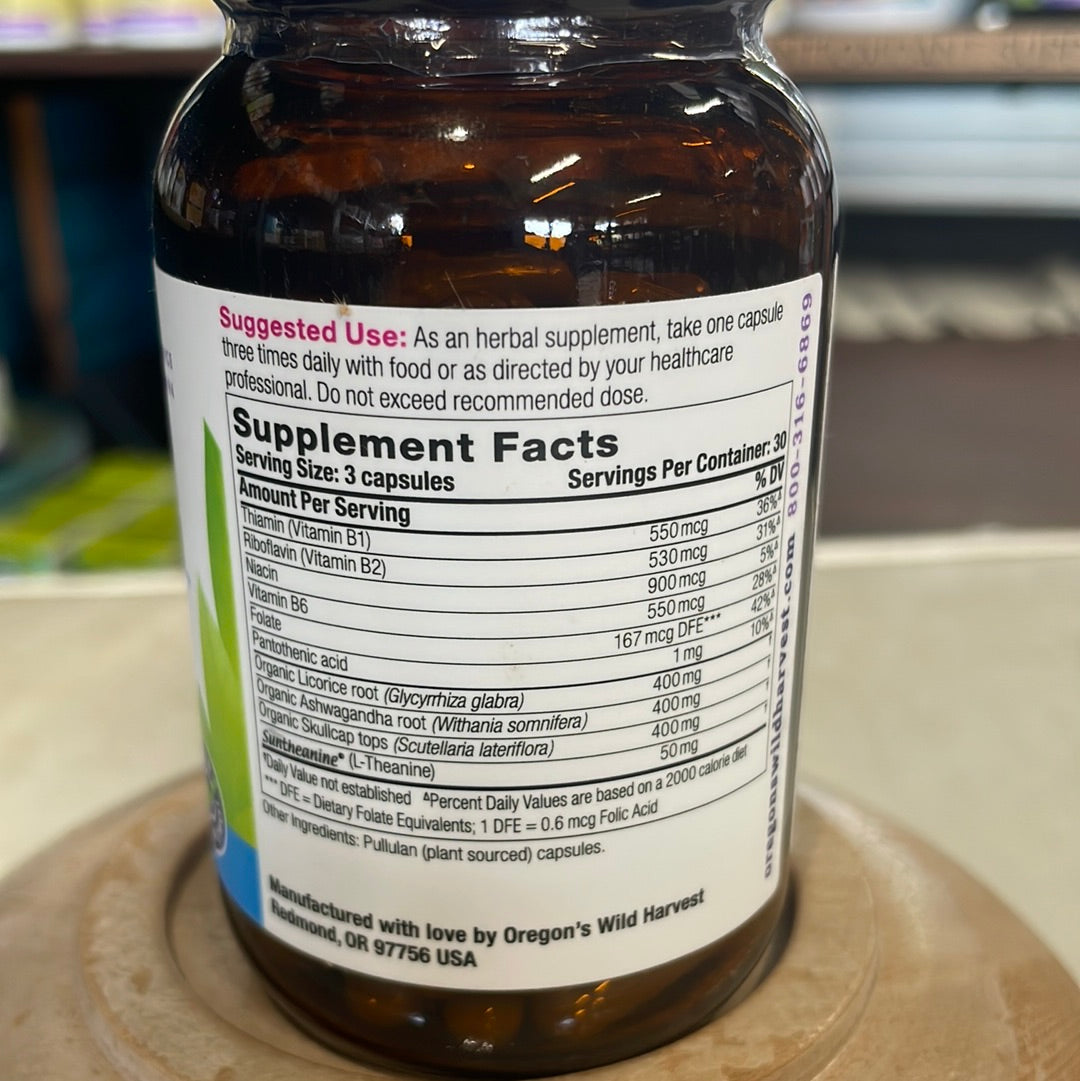 Suggested Use: As an herbal supplement, take one capsule
three times daily with food or as directed by your healthcare
professional. Do not exceed recommended dose.
Supplement Facts
Serving Size: 3 capsules Servings Per Container: 30
Amount Per Serving % DV
Thiamin (Vitamin B1) 550 mcg 36%ᐃ
Riboflavin (Vitamin B2) 530 mcg 31%ᐃ
Niacin 900 mcg 5%ᐃ
Vitamin B6 550 mcg 28%ᐃ
Folate 167 mcg DFE*** 42%ᐃ
Pantothenic acid 1 mg 10%ᐃ
Organic Licorice root (Glycyrrhiza glabra) 400 mg †
Organic Ashwagandha root (Withania somnifera) 400 mg †
Organic Skullcap tops (Scutellaria lateriflora) 400 mg †
Suntheanine® (L-Theanine) 50 mg †
†Daily Value not established ᐃPercent Daily Values are based on a 2000 calorie diet
*** DFE = Dietary Folate Equivalents; 1 DFE = 0.6 mcg Folic Acid
Other Ingredients: Pullulan (plant sourced) capsules.
Manufactured with love by Oregon's Wild Harvest
Redmond, OR 97756 USA
oregonswildharvest.com 800-316-6869